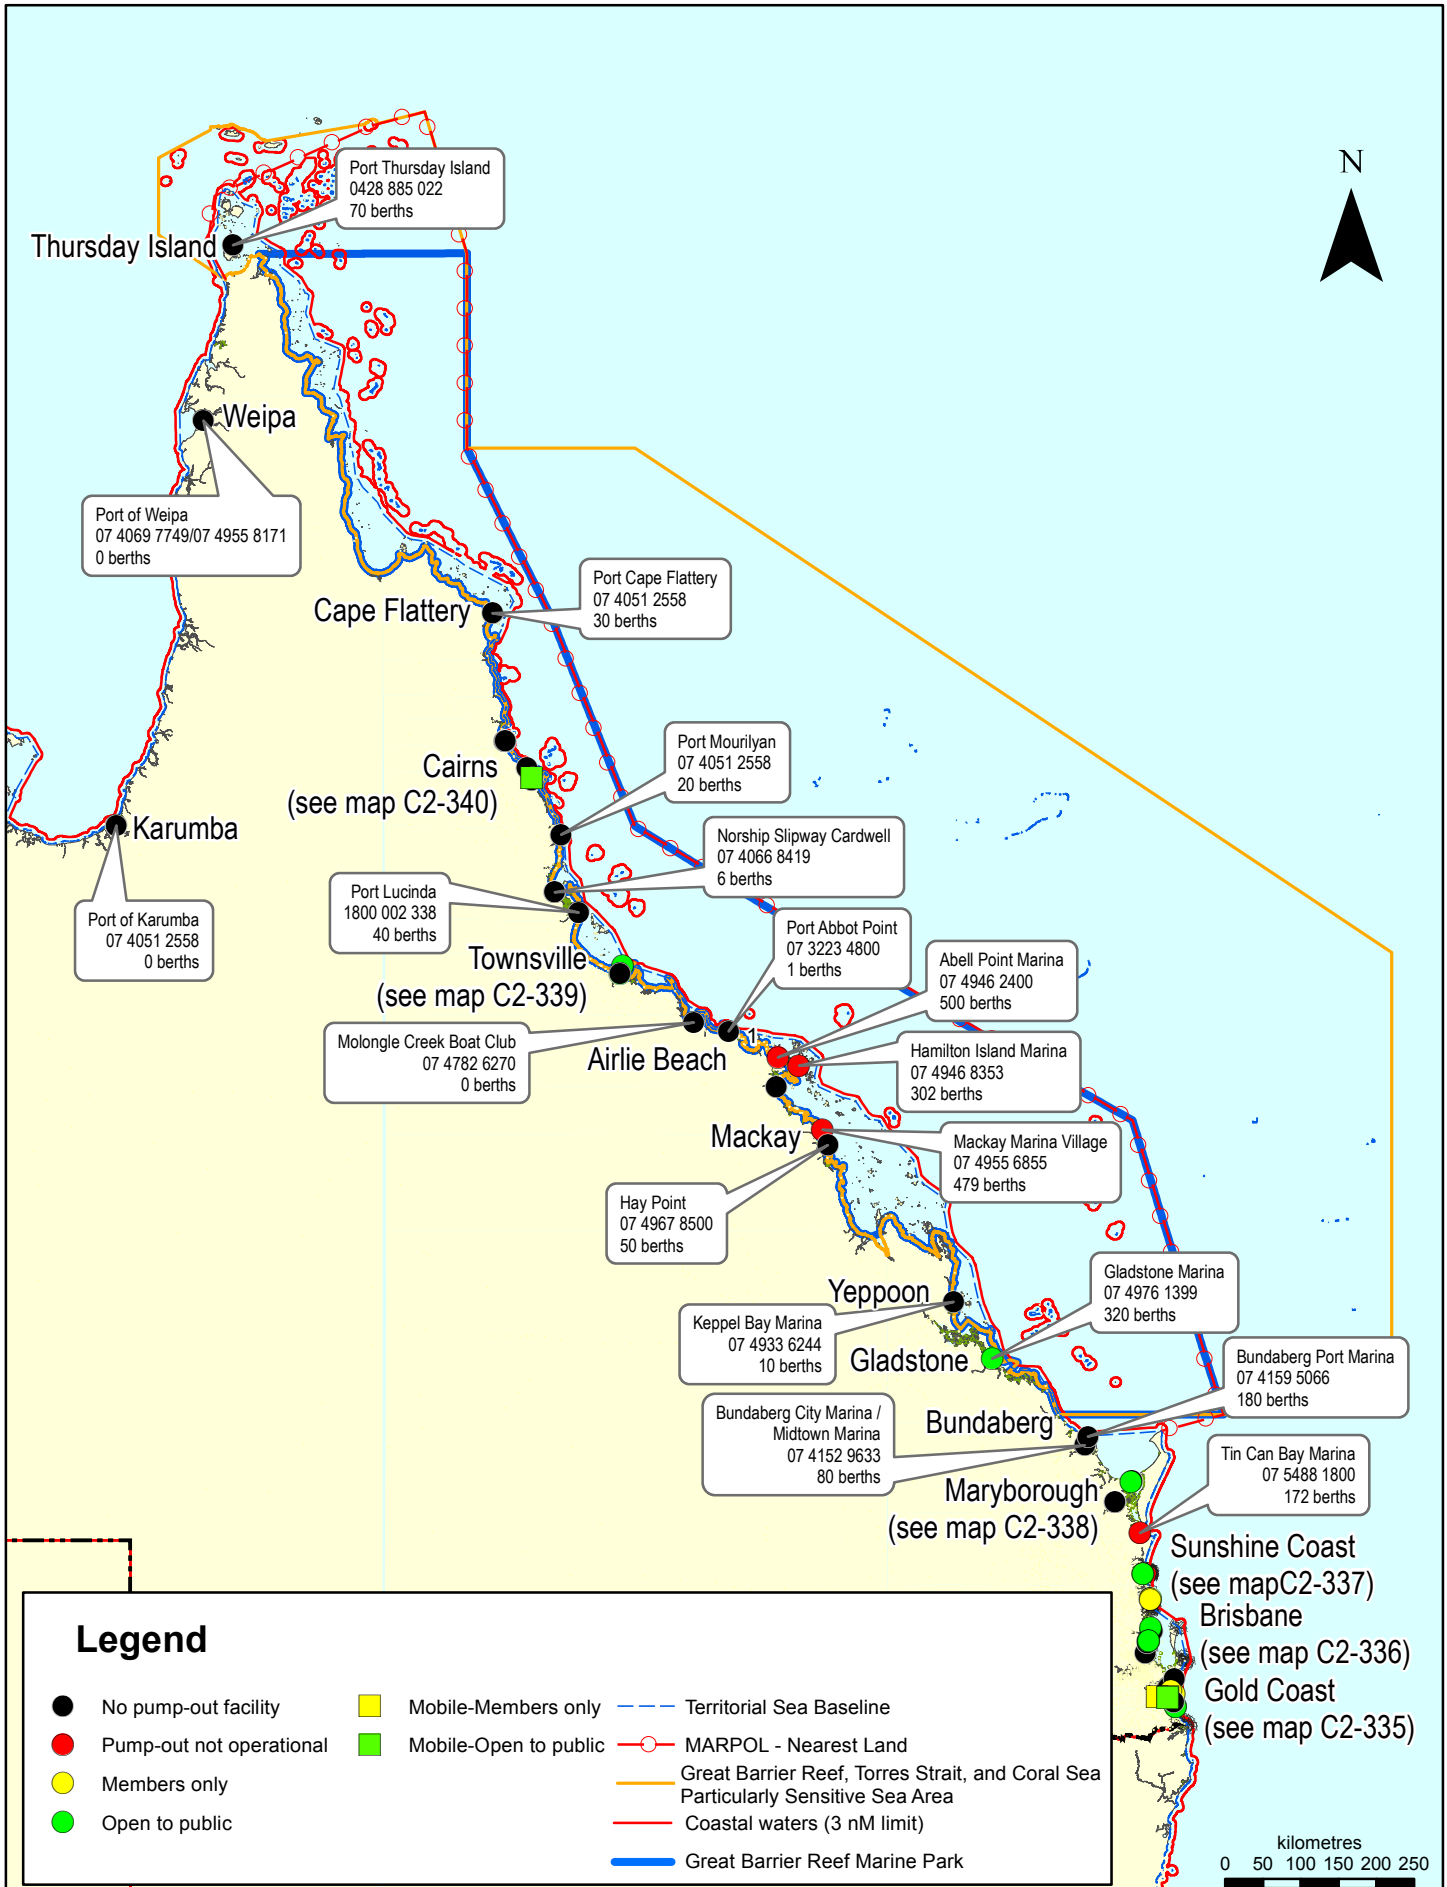 N
Port Thursday Island
0428 885 022
70 berths
Thursday Island
Weipa
Port of Weipa
07 4069 7749/07 4955 8171
0 berths
Port Cape Flattery
07 4051 2558
30 berths
Cape Flattery
Port Mourilyan
07 4051 2558
20 berths
Cairns
(see map C2-340)
Karumba
Norship Slipway Cardwell
07 4066 8419
6 berths
Port Lucinda
1800 002 338
40 berths
Port of Karumba
07 4051 2558
0 berths
Port Abbot Point
07 3223 4800
1 berths
Townsville
(see map C2-339)
Abell Point Marina
07 4946 2400
500 berths
Molongle Creek Boat Club
07 4782 6270
0 berths
1
Airlie Beach
Hamilton Island Marina
07 4946 8353
302 berths
Mackay
Mackay Marina Village
07 4955 6855
479 berths
Hay Point
07 4967 8500
50 berths
Gladstone Marina
07 4976 1399
320 berths
Yeppoon
Keppel Bay Marina
07 4933 6244
10 berths
Gladstone
Bundaberg Port Marina
07 4159 5066
180 berths
Bundaberg City Marina /
Midtown Marina
07 4152 9633
80 berths
Bundaberg
Tin Can Bay Marina
07 5488 1800
172 berths
Maryborough
(see map C2-338)
Sunshine Coast
(see mapC2-337)
Brisbane
(see map C2-336)
Gold Coast
(see map C2-335)
Legend
No pump-out facility
Pump-out not operational
Members only
Open to public
Mobile-Members only
Mobile-Open to public
Territorial Sea Baseline
MARPOL - Nearest Land
Great Barrier Reef, Torres Strait, and Coral Sea
Particularly Sensitive Sea Area
Coastal waters (3 nM limit)
Great Barrier Reef Marine Park
kilometres
0 50 100 150 200 250